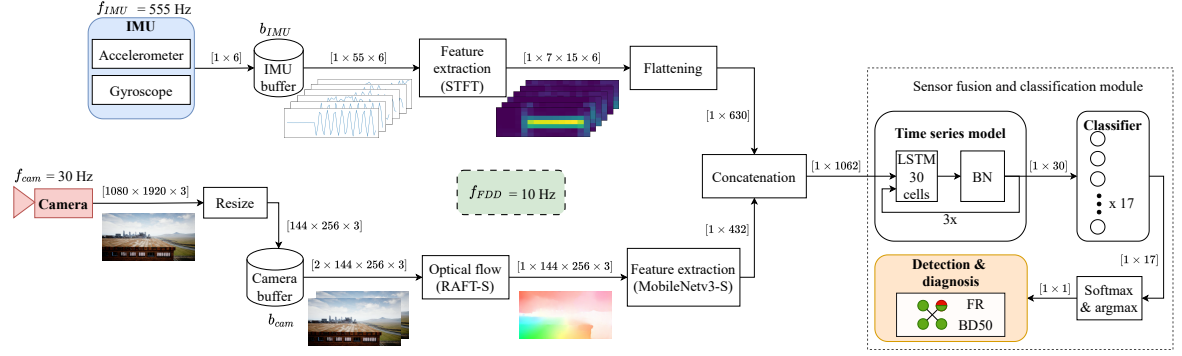 f_IMU = 555 Hz
IMU
Accelerometer
Gyroscope
[1 × 6]
b_IMU
IMU
buffer
[1 × 55 × 6]
Feature
extraction
(STFT)
[1 × 7 × 15 × 6]
Flattening
[1 × 630]
f_cam = 30 Hz
Camera
[1080 × 1920 × 3]
Resize
[144 × 256 × 3]
Camera
buffer
b_cam
[2 × 144 × 256 × 3]
Optical flow
(RAFT-S)
[1 × 144 × 256 × 3]
Feature extraction
(MobileNetv3-S)
[1 × 432]
f_FDD = 10 Hz
Concatenation
[1 × 1062]
Sensor fusion and classification module
Time series model
LSTM
30
cells
BN
3x
[1 × 30]
Classifier
x 17
[1 × 17]
Softmax
& argmax
[1 × 1]
Detection &
diagnosis
FR
BD50